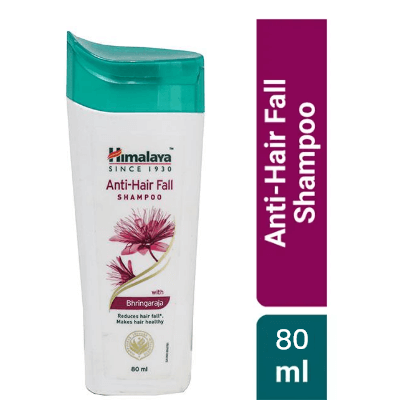 Himalaya
SINCE 1930
Anti-Hair Fall
SHAMPOO
with
Bhringaraja
Reduces hair fall*.
Makes hair healthy
80 ml
Anti-Hair Fall
Shampoo
80
ml